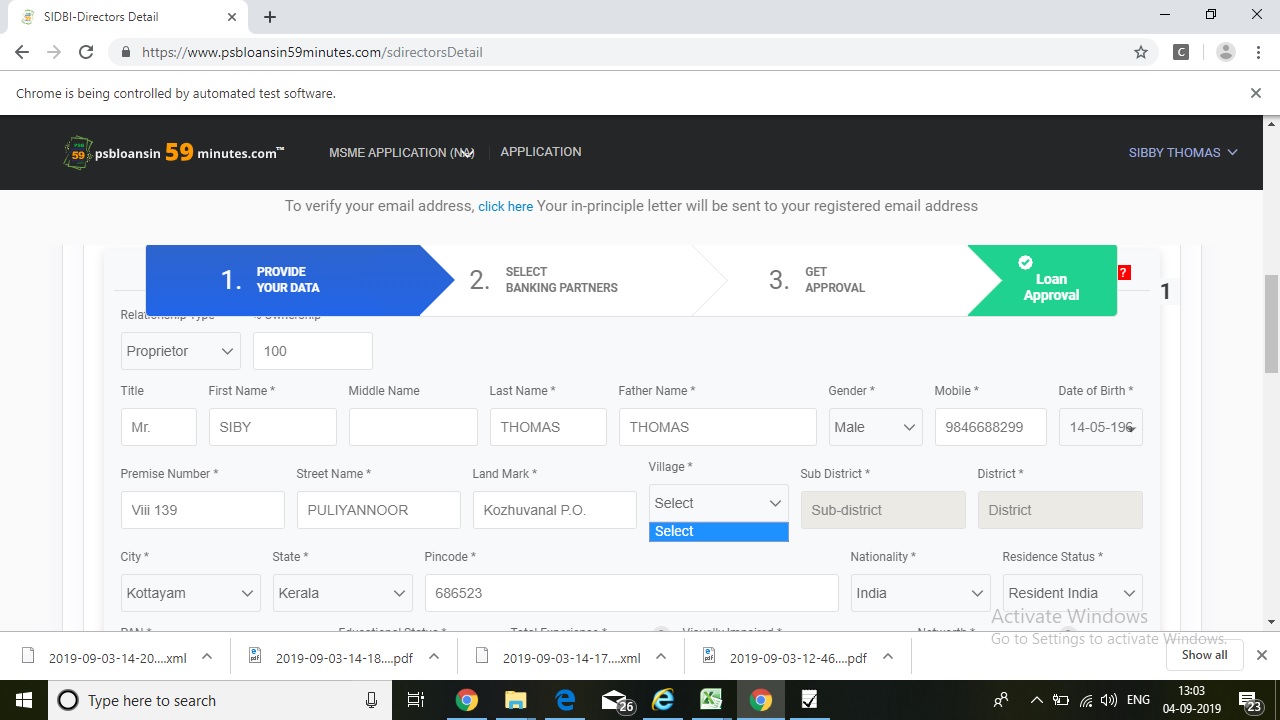 SIDBI-Directors Detail
https://www.psbloansin59minutes.com/sdirectorsDetail
C
Chrome is being controlled by automated test software.
PSB 59 psbloansin 59 minutes.com™ MSME APPLICATION (NA) APPLICATION SIBBY THOMAS
To verify your email address, click here Your in-principle letter will be sent to your registered email address
1. PROVIDE YOUR DATA
2. SELECT BANKING PARTNERS
3. GET APPROVAL
Loan Approval
?
1
Relationship Type * % Ownership
Proprietor 100
Title First Name * Middle Name Last Name * Father Name * Gender * Mobile * Date of Birth *
Mr. SIBY THOMAS THOMAS Male 9846688299 14-05-196
Premise Number * Street Name * Land Mark * Village * Sub District * District *
Viii 139 PULIYANNOOR Kozhuvanal P.O. Select Sub-district District
Select
City * State * Pincode * Nationality * Residence Status *
Kottayam Kerala 686523 India Resident India
PAN * Educational Status * Total Experience * Visually Impaired * Networth *
Activate Windows
Go to Settings to activate Windows.
2019-09-03-14-20....xml 2019-09-03-14-18....pdf 2019-09-03-14-17....xml 2019-09-03-12-46....pdf Show all
Type here to search 26 ENG 13:03
04-09-2019 23